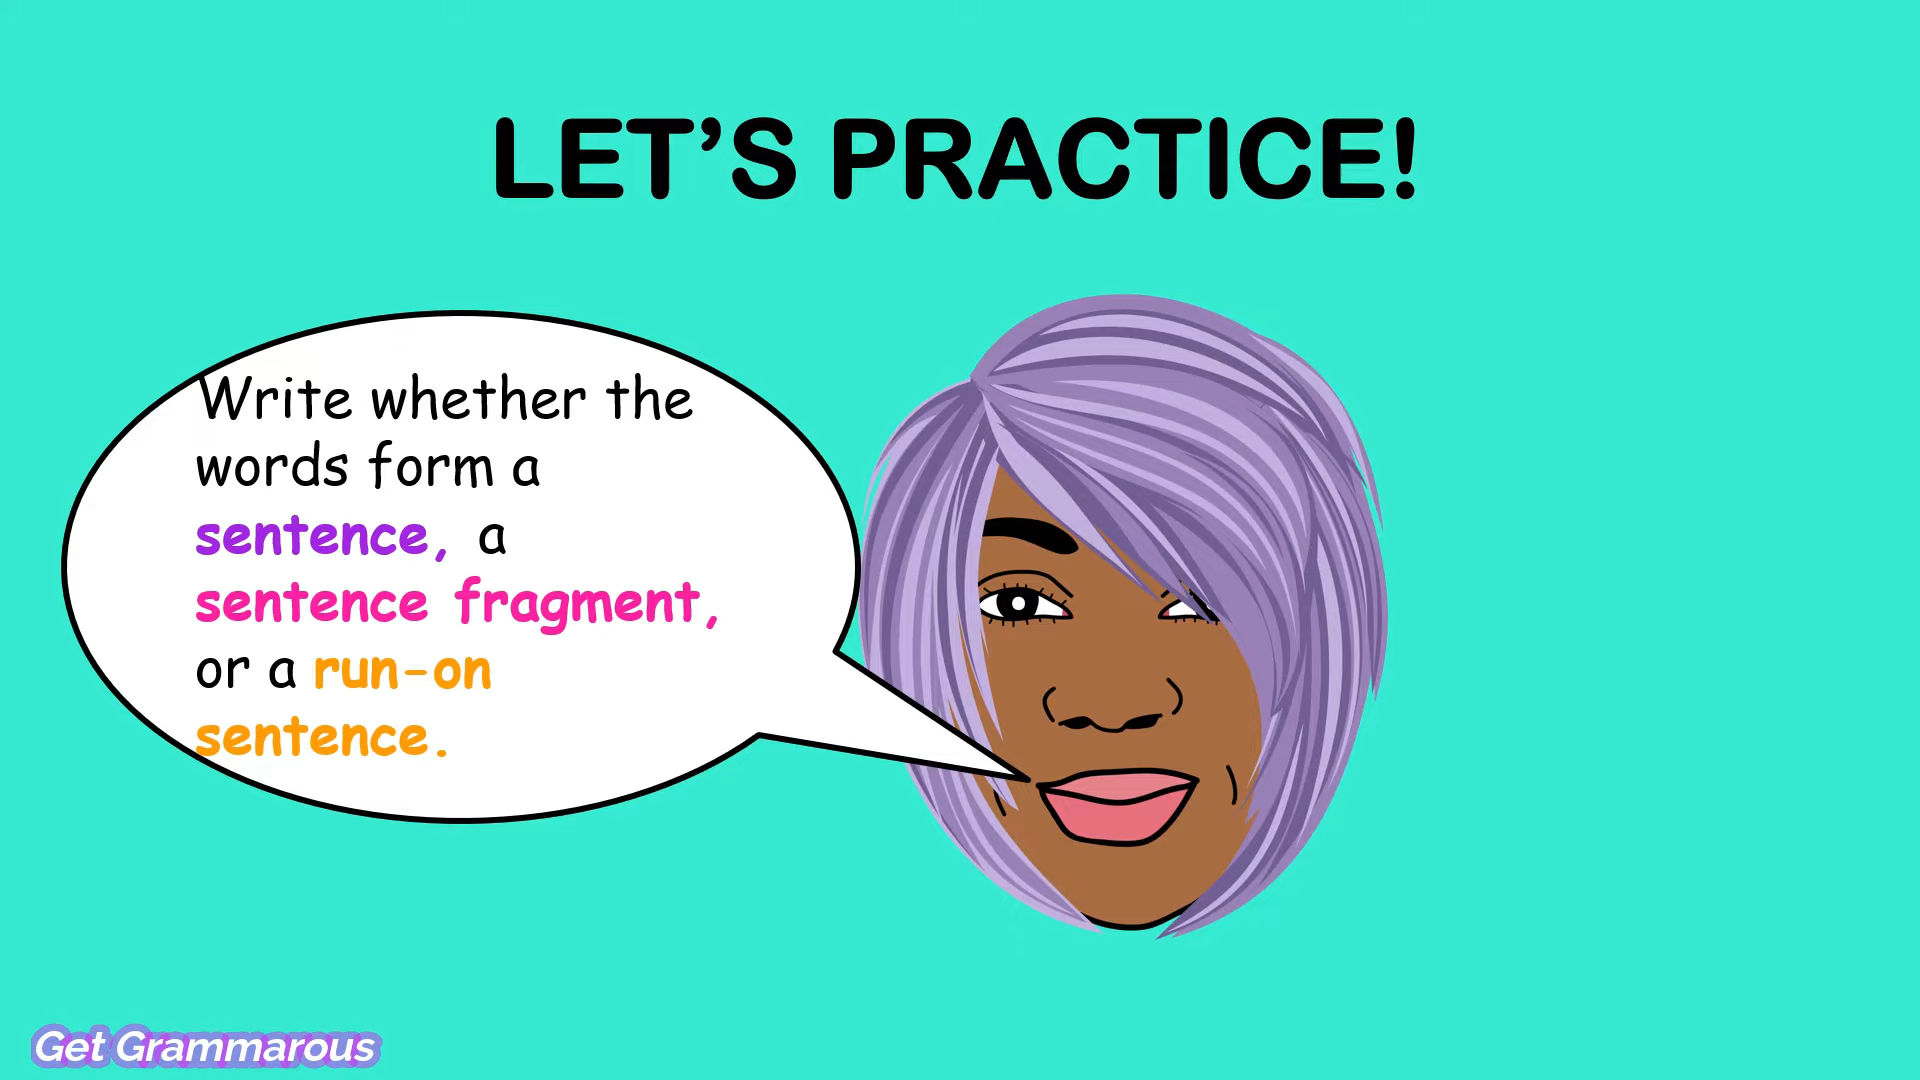 LET’S PRACTICE!
Write whether the
words form a
sentence, a
sentence fragment,
or a run-on
sentence.
Get Grammarous